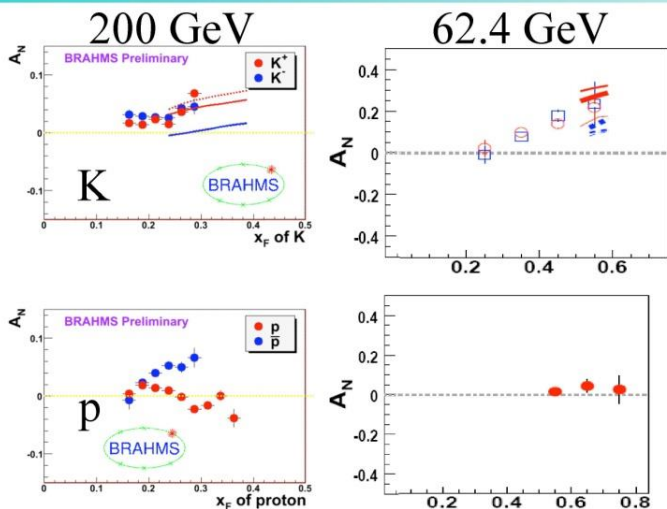 200 GeV
62.4 GeV
A_N
BRAHMS Preliminary
K⁺
K⁻
0.1
0
-0.1
K
BRAHMS
0
0.1
0.2
0.3
0.4
0.5
x_F of K
A_N
0.4
0.2
0
-0.2
-0.4
0.2
0.4
0.6
A_N
BRAHMS Preliminary
p
p̅
0.1
0
-0.1
p
BRAHMS
0
0.1
0.2
0.3
0.4
0.5
x_F of proton
A_N
0.4
0.2
0
-0.2
-0.4
0.2
0.4
0.6
0.8